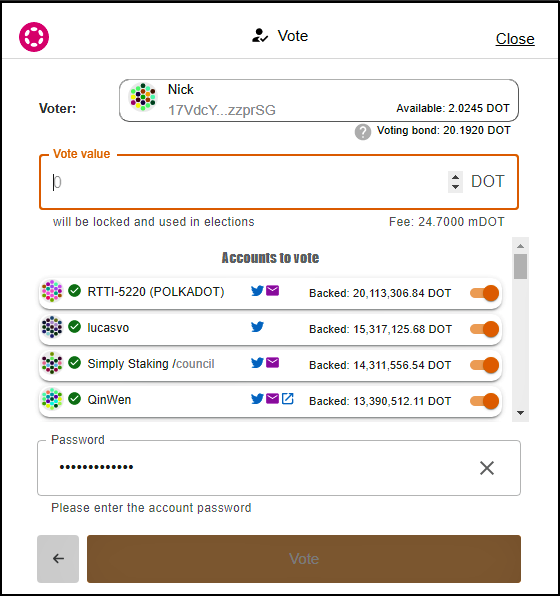 Vote
Close
Voter:
Nick
17VdcY...zzprSG
Available: 2.0245 DOT
? Voting bond: 20.1920 DOT
Vote value
0
DOT
will be locked and used in elections
Fee: 24.7000 mDOT
Accounts to vote
RTTI-5220 (POLKADOT) Backed: 20,113,306.84 DOT
lucasvo Backed: 15,317,125.68 DOT
Simply Staking /council Backed: 14,311,556.54 DOT
QinWen Backed: 13,390,512.11 DOT
Password
•••••••••••••
Please enter the account password
Vote